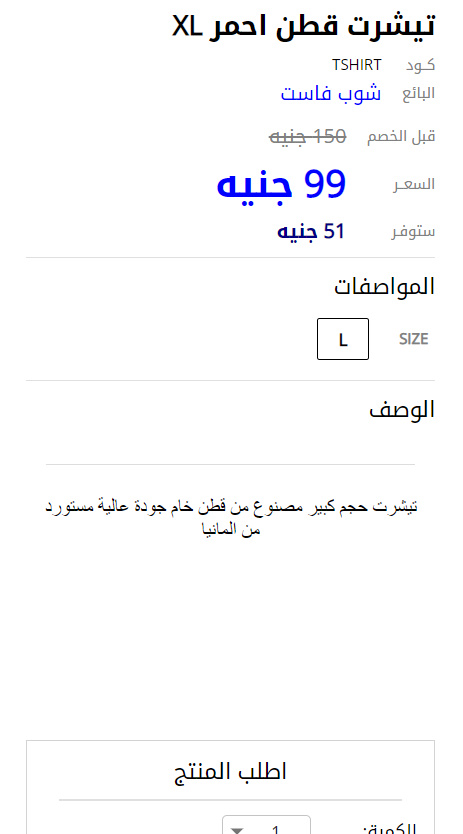 تيشرت قطن احمر XL
كـود TSHIRT
البائع شوب فاست
قبل الخصم 150 جنيه
السعـر 99 جنيه
ستوفـر 51 جنيه
المواصفات
SIZE L
الوصف
تيشرت حجم كبير مصنوع من قطن خام جودة عالية مستورد
من المانيا
اطلب المنتج
الكمية: 1